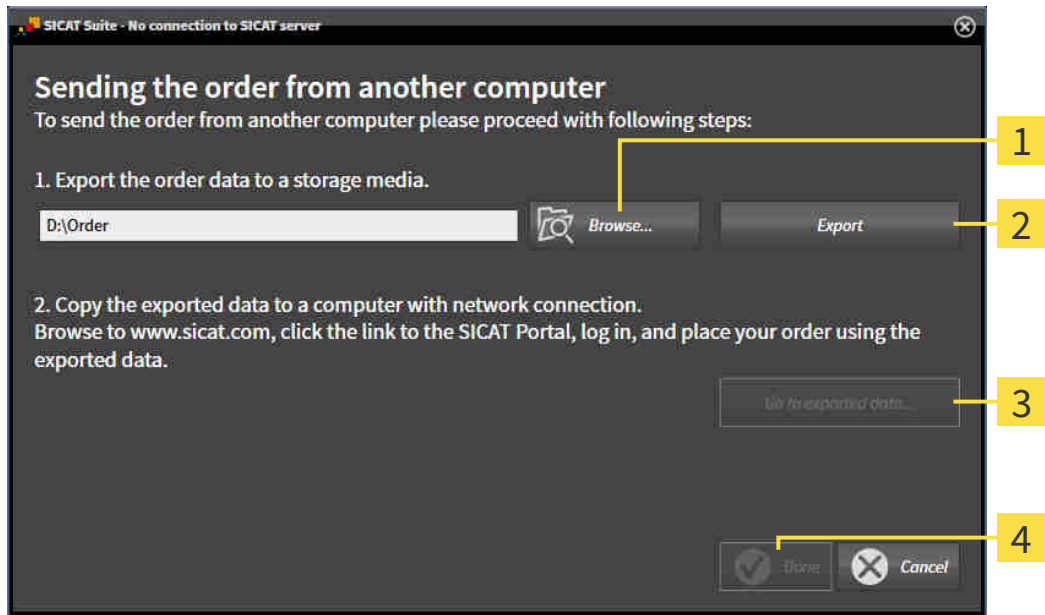 SICAT Suite - No connection to SICAT server
Sending the order from another computer
To send the order from another computer please proceed with following steps:
1
1. Export the order data to a storage media.
D:\Order
Browse...
Export
2
2. Copy the exported data to a computer with network connection.
Browse to www.sicat.com, click the link to the SICAT Portal, log in, and place your order using the
exported data.
Go to exported data...
3
4
Done
Cancel